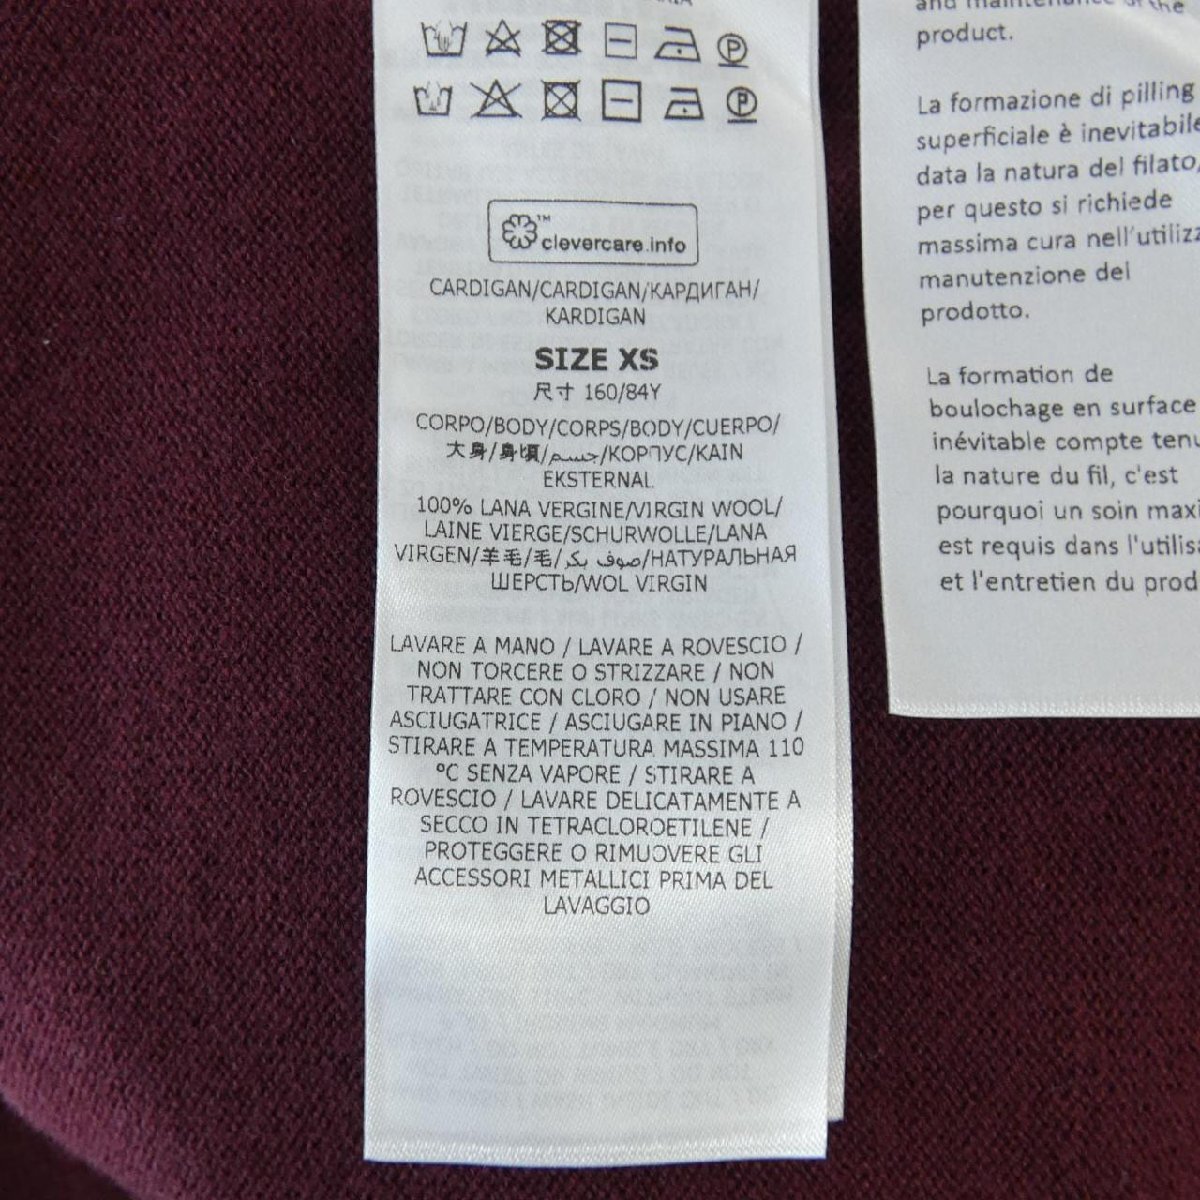 clevercare.info
CARDIGAN/CARDIGAN/КАРДИГАН/
KARDIGAN
SIZE XS
尺寸 160/84Y
CORPO/BODY/CORPS/BODY/CUERPO/
大身/身頃/جسم/КОРПУС/KAIN
EKSTERNAL
100% LANA VERGINE/VIRGIN WOOL/
LAINE VIERGE/SCHURWOLLE/LANA
VIRGEN/羊毛/毛/صوف بكر/НАТУРАЛЬНАЯ
ШЕРСТЬ/WOL VIRGIN
LAVARE A MANO / LAVARE A ROVESCIO /
NON TORCERE O STRIZZARE / NON
TRATTARE CON CLORO / NON USARE
ASCIUGATRICE / ASCIUGARE IN PIANO /
STIRARE A TEMPERATURA MASSIMA 110
°C SENZA VAPORE / STIRARE A
ROVESCIO / LAVARE DELICATAMENTE A
SECCO IN TETRACLOROETILENE /
PROTEGGERE O RIMUOVERE GLI
ACCESSORI METALLICI PRIMA DEL
LAVAGGIO
and maintenance of the
product.
La formazione di pilling
superficiale è inevitabile
data la natura del filato,
per questo si richiede
massima cura nell'utilizz
manutenzione del
prodotto.
La formation de
boulochage en surface
inévitable compte tenu
la nature du fil, c'est
pourquoi un soin maxi
est requis dans l'utilisa
et l'entretien du prod